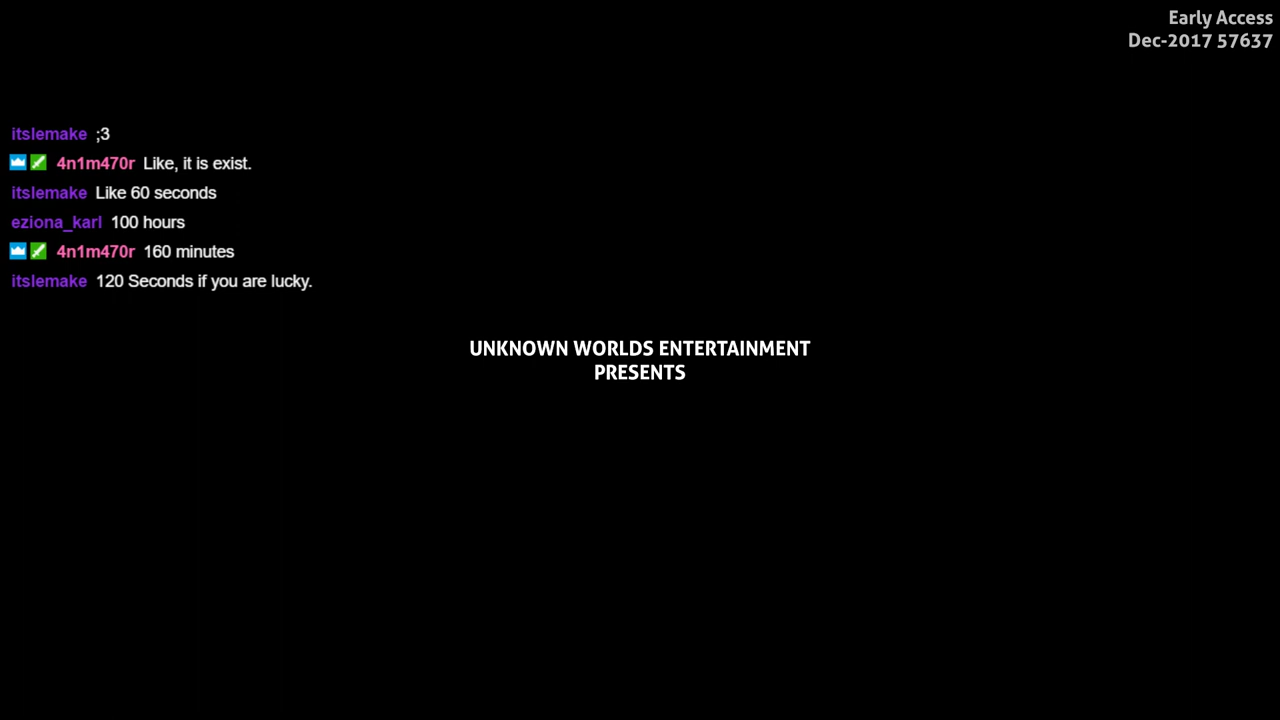 Early Access
Dec-2017 57637
itslemake ;3
4n1m470r Like, it is exist.
itslemake Like 60 seconds
eziona_karl 100 hours
4n1m470r 160 minutes
itslemake 120 Seconds if you are lucky.
UNKNOWN WORLDS ENTERTAINMENT
PRESENTS